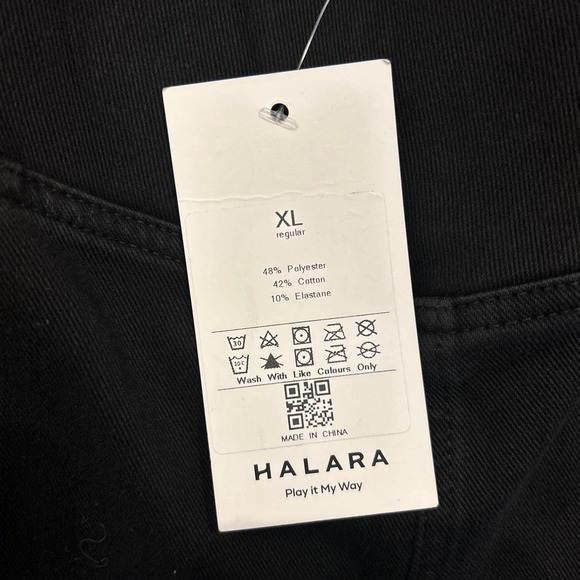 XL
regular
48% Polyester
42% Cotton
10% Elastane
30
30C
Wash With Like Colours Only
MADE IN CHINA
HALARA
Play it My Way